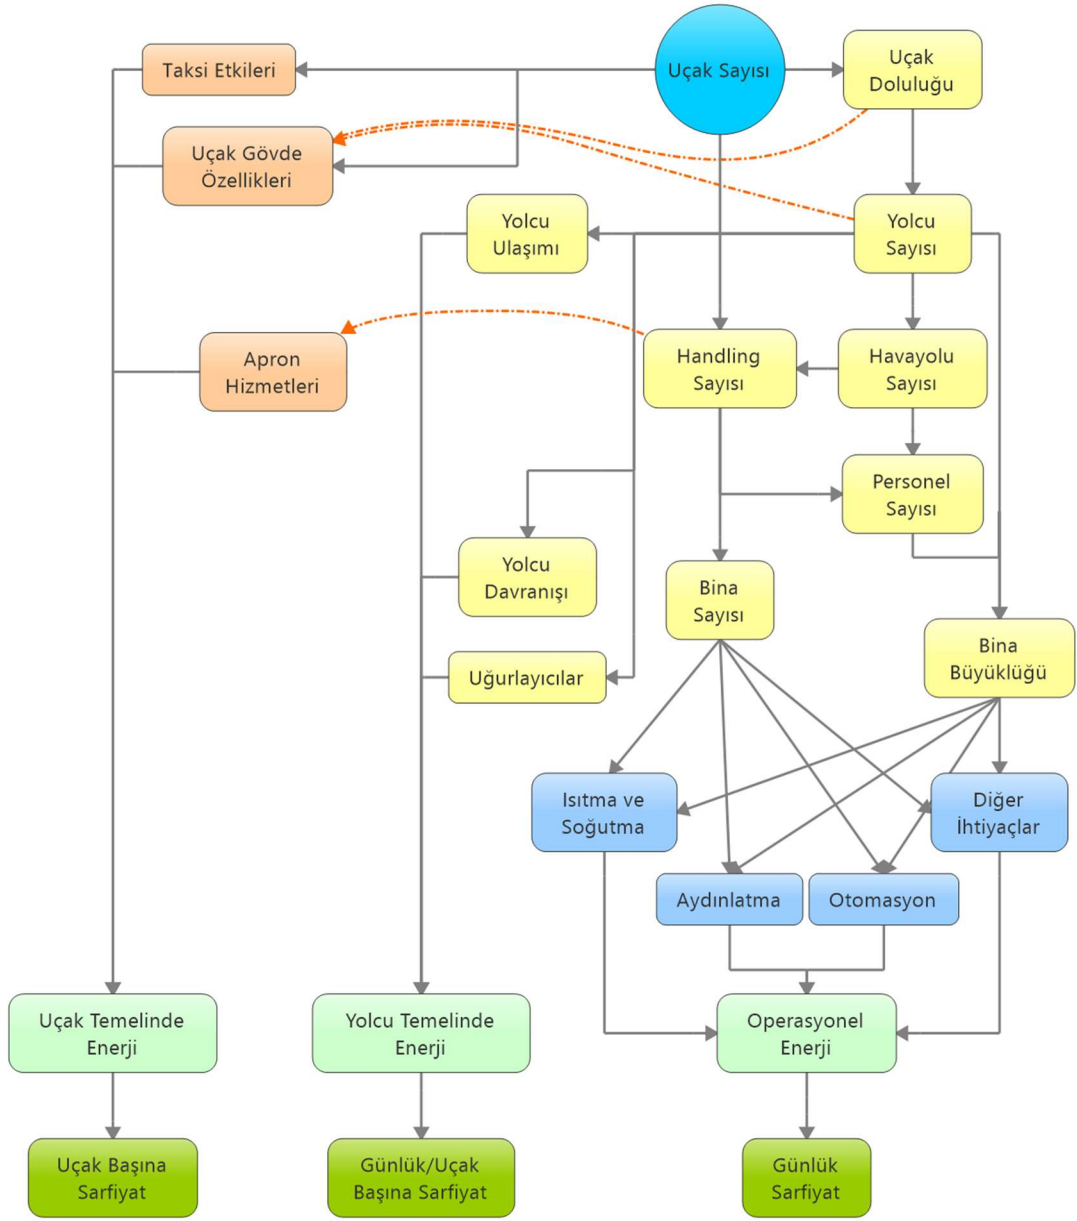 Uçak Sayısı
Taksi Etkileri
Uçak
Doluluğu
Uçak Gövde
Özellikleri
Yolcu
Ulaşımı
Yolcu
Sayısı
Apron
Hizmetleri
Handling
Sayısı
Havayolu
Sayısı
Personel
Sayısı
Yolcu
Davranışı
Bina
Sayısı
Uğurlayıcılar
Bina
Büyüklüğü
Isıtma ve
Soğutma
Diğer
İhtiyaçlar
Aydınlatma
Otomasyon
Uçak Temelinde
Enerji
Yolcu Temelinde
Enerji
Operasyonel
Enerji
Uçak Başına
Sarfiyat
Günlük/Uçak
Başına Sarfiyat
Günlük
Sarfiyat